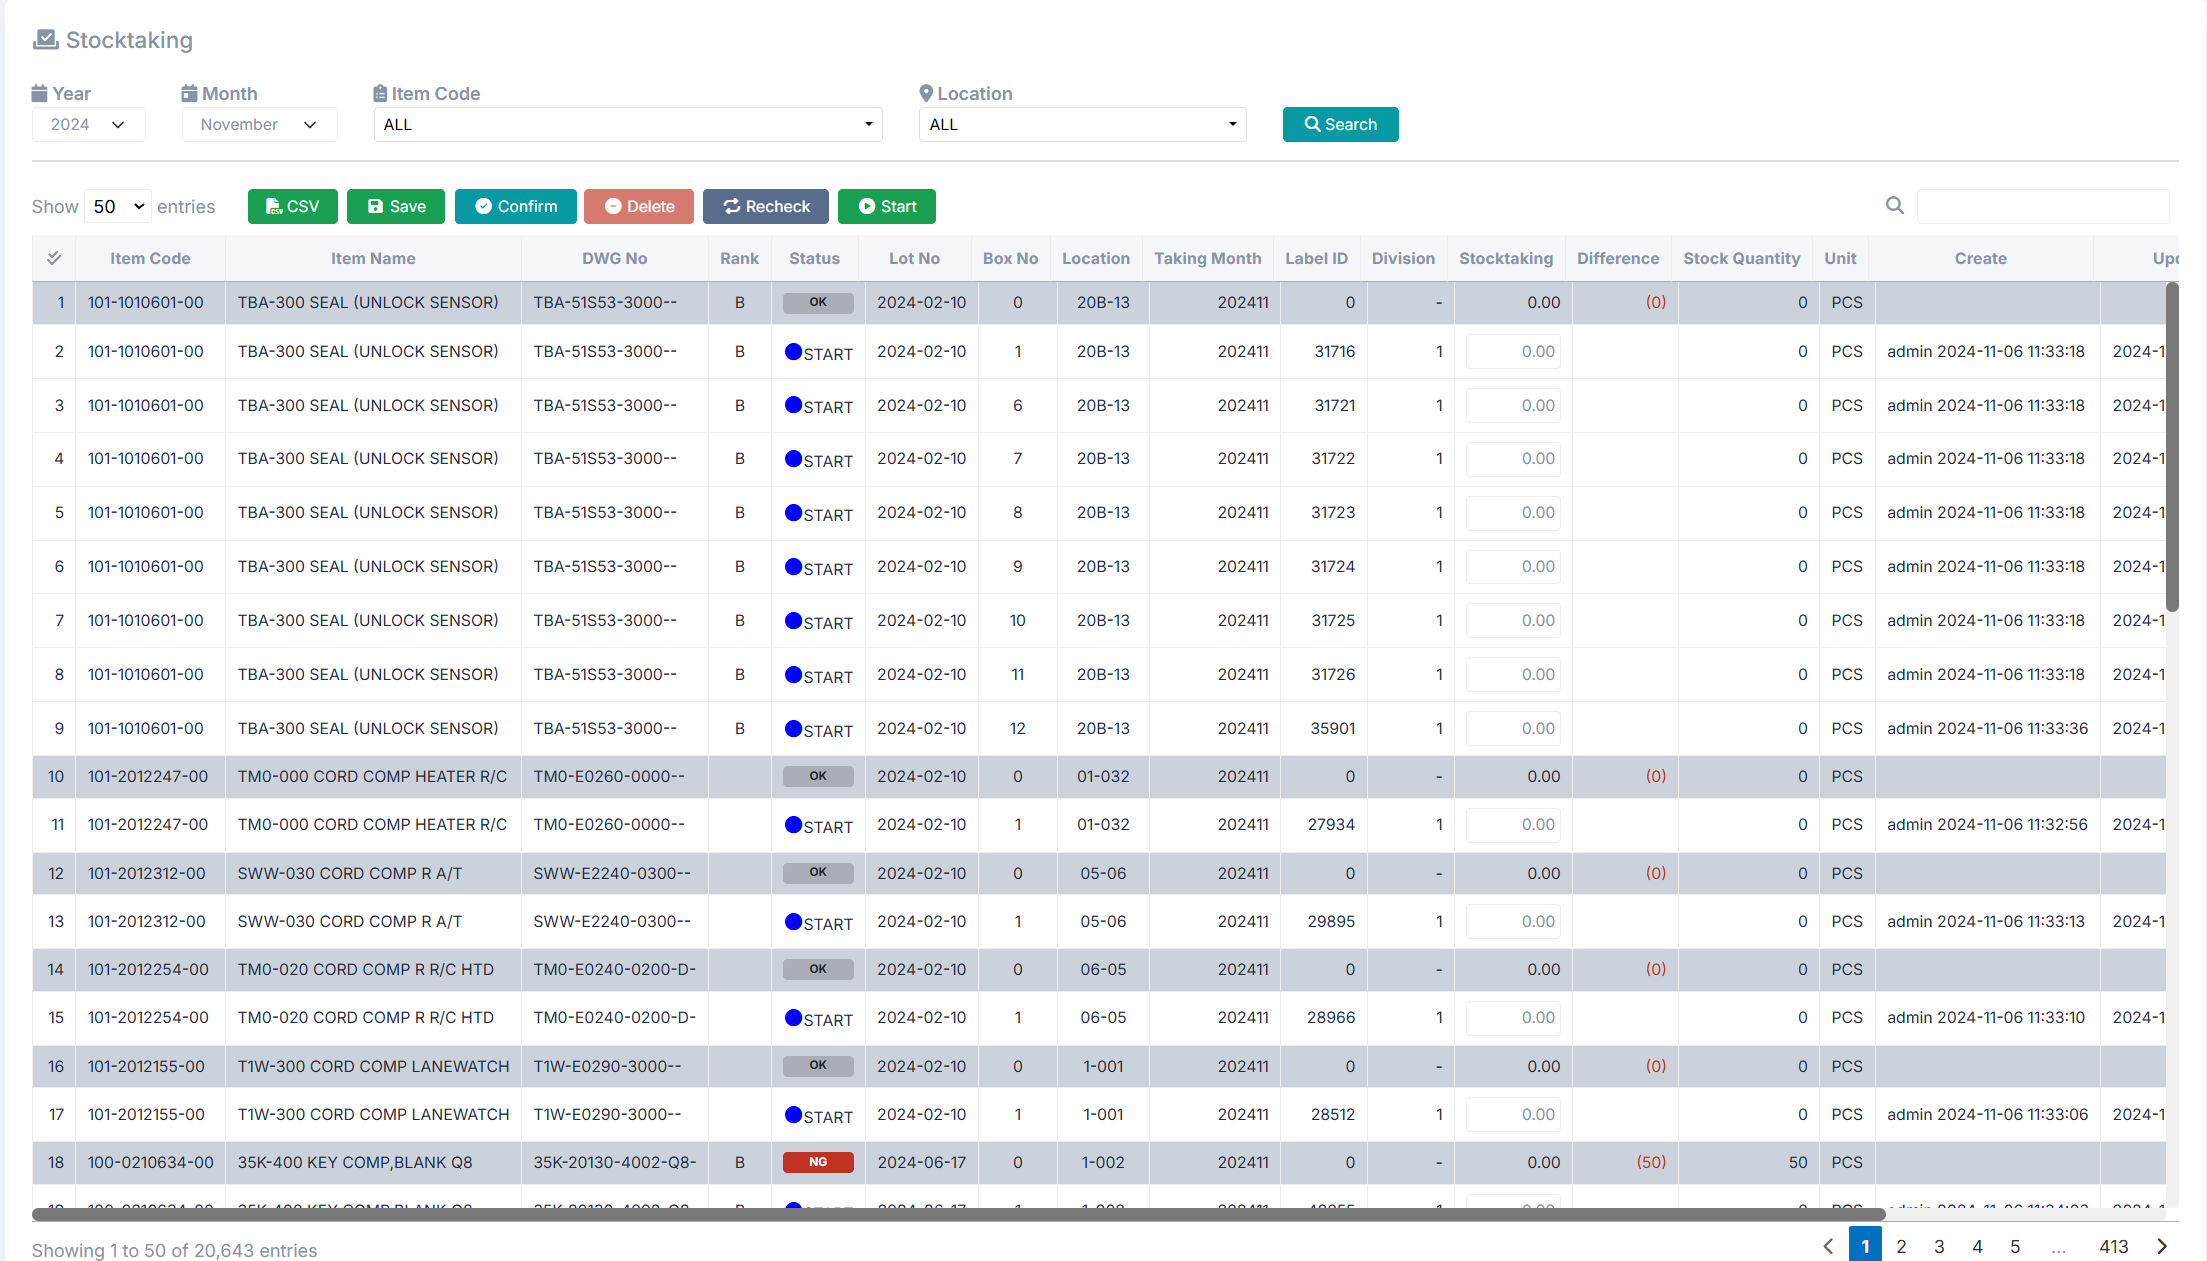 Stocktaking
Year Month Item Code Location
2024 November ALL ALL Search
Show 50 entries CSV Save Confirm Delete Recheck Start
Item Code Item Name DWG No Rank Status Lot No Box No Location Taking Month Label ID Division Stocktaking Difference Stock Quantity Unit Create Upd
1 101-1010601-00 TBA-300 SEAL (UNLOCK SENSOR) TBA-51S53-3000-- B OK 2024-02-10 0 20B-13 202411 0 - 0.00 (0) 0 PCS
2 101-1010601-00 TBA-300 SEAL (UNLOCK SENSOR) TBA-51S53-3000-- B START 2024-02-10 1 20B-13 202411 31716 1 0.00 0 PCS admin 2024-11-06 11:33:18 2024-1
3 101-1010601-00 TBA-300 SEAL (UNLOCK SENSOR) TBA-51S53-3000-- B START 2024-02-10 6 20B-13 202411 31721 1 0.00 0 PCS admin 2024-11-06 11:33:18 2024-1
4 101-1010601-00 TBA-300 SEAL (UNLOCK SENSOR) TBA-51S53-3000-- B START 2024-02-10 7 20B-13 202411 31722 1 0.00 0 PCS admin 2024-11-06 11:33:18 2024-1
5 101-1010601-00 TBA-300 SEAL (UNLOCK SENSOR) TBA-51S53-3000-- B START 2024-02-10 8 20B-13 202411 31723 1 0.00 0 PCS admin 2024-11-06 11:33:18 2024-1
6 101-1010601-00 TBA-300 SEAL (UNLOCK SENSOR) TBA-51S53-3000-- B START 2024-02-10 9 20B-13 202411 31724 1 0.00 0 PCS admin 2024-11-06 11:33:18 2024-1
7 101-1010601-00 TBA-300 SEAL (UNLOCK SENSOR) TBA-51S53-3000-- B START 2024-02-10 10 20B-13 202411 31725 1 0.00 0 PCS admin 2024-11-06 11:33:18 2024-1
8 101-1010601-00 TBA-300 SEAL (UNLOCK SENSOR) TBA-51S53-3000-- B START 2024-02-10 11 20B-13 202411 31726 1 0.00 0 PCS admin 2024-11-06 11:33:18 2024-1
9 101-1010601-00 TBA-300 SEAL (UNLOCK SENSOR) TBA-51S53-3000-- B START 2024-02-10 12 20B-13 202411 35901 1 0.00 0 PCS admin 2024-11-06 11:33:36 2024-1
10 101-2012247-00 TM0-000 CORD COMP HEATER R/C TM0-E0260-0000-- OK 2024-02-10 0 01-032 202411 0 - 0.00 (0) 0 PCS
11 101-2012247-00 TM0-000 CORD COMP HEATER R/C TM0-E0260-0000-- START 2024-02-10 1 01-032 202411 27934 1 0.00 0 PCS admin 2024-11-06 11:32:56 2024-1
12 101-2012312-00 SWW-030 CORD COMP R A/T SWW-E2240-0300-- OK 2024-02-10 0 05-06 202411 0 - 0.00 (0) 0 PCS
13 101-2012312-00 SWW-030 CORD COMP R A/T SWW-E2240-0300-- START 2024-02-10 1 05-06 202411 29895 1 0.00 0 PCS admin 2024-11-06 11:33:13 2024-1
14 101-2012254-00 TM0-020 CORD COMP R R/C HTD TM0-E0240-0200-D- OK 2024-02-10 0 06-05 202411 0 - 0.00 (0) 0 PCS
15 101-2012254-00 TM0-020 CORD COMP R R/C HTD TM0-E0240-0200-D- START 2024-02-10 1 06-05 202411 28966 1 0.00 0 PCS admin 2024-11-06 11:33:10 2024-1
16 101-2012155-00 T1W-300 CORD COMP LANEWATCH T1W-E0290-3000-- OK 2024-02-10 0 1-001 202411 0 - 0.00 (0) 0 PCS
17 101-2012155-00 T1W-300 CORD COMP LANEWATCH T1W-E0290-3000-- START 2024-02-10 1 1-001 202411 28512 1 0.00 0 PCS admin 2024-11-06 11:33:06 2024-1
18 100-0210634-00 35K-400 KEY COMP,BLANK Q8 35K-20130-4002-Q8- B NG 2024-06-17 0 1-002 202411 0 - 0.00 (50) 50 PCS
Showing 1 to 50 of 20,643 entries 1 2 3 4 5 ... 413